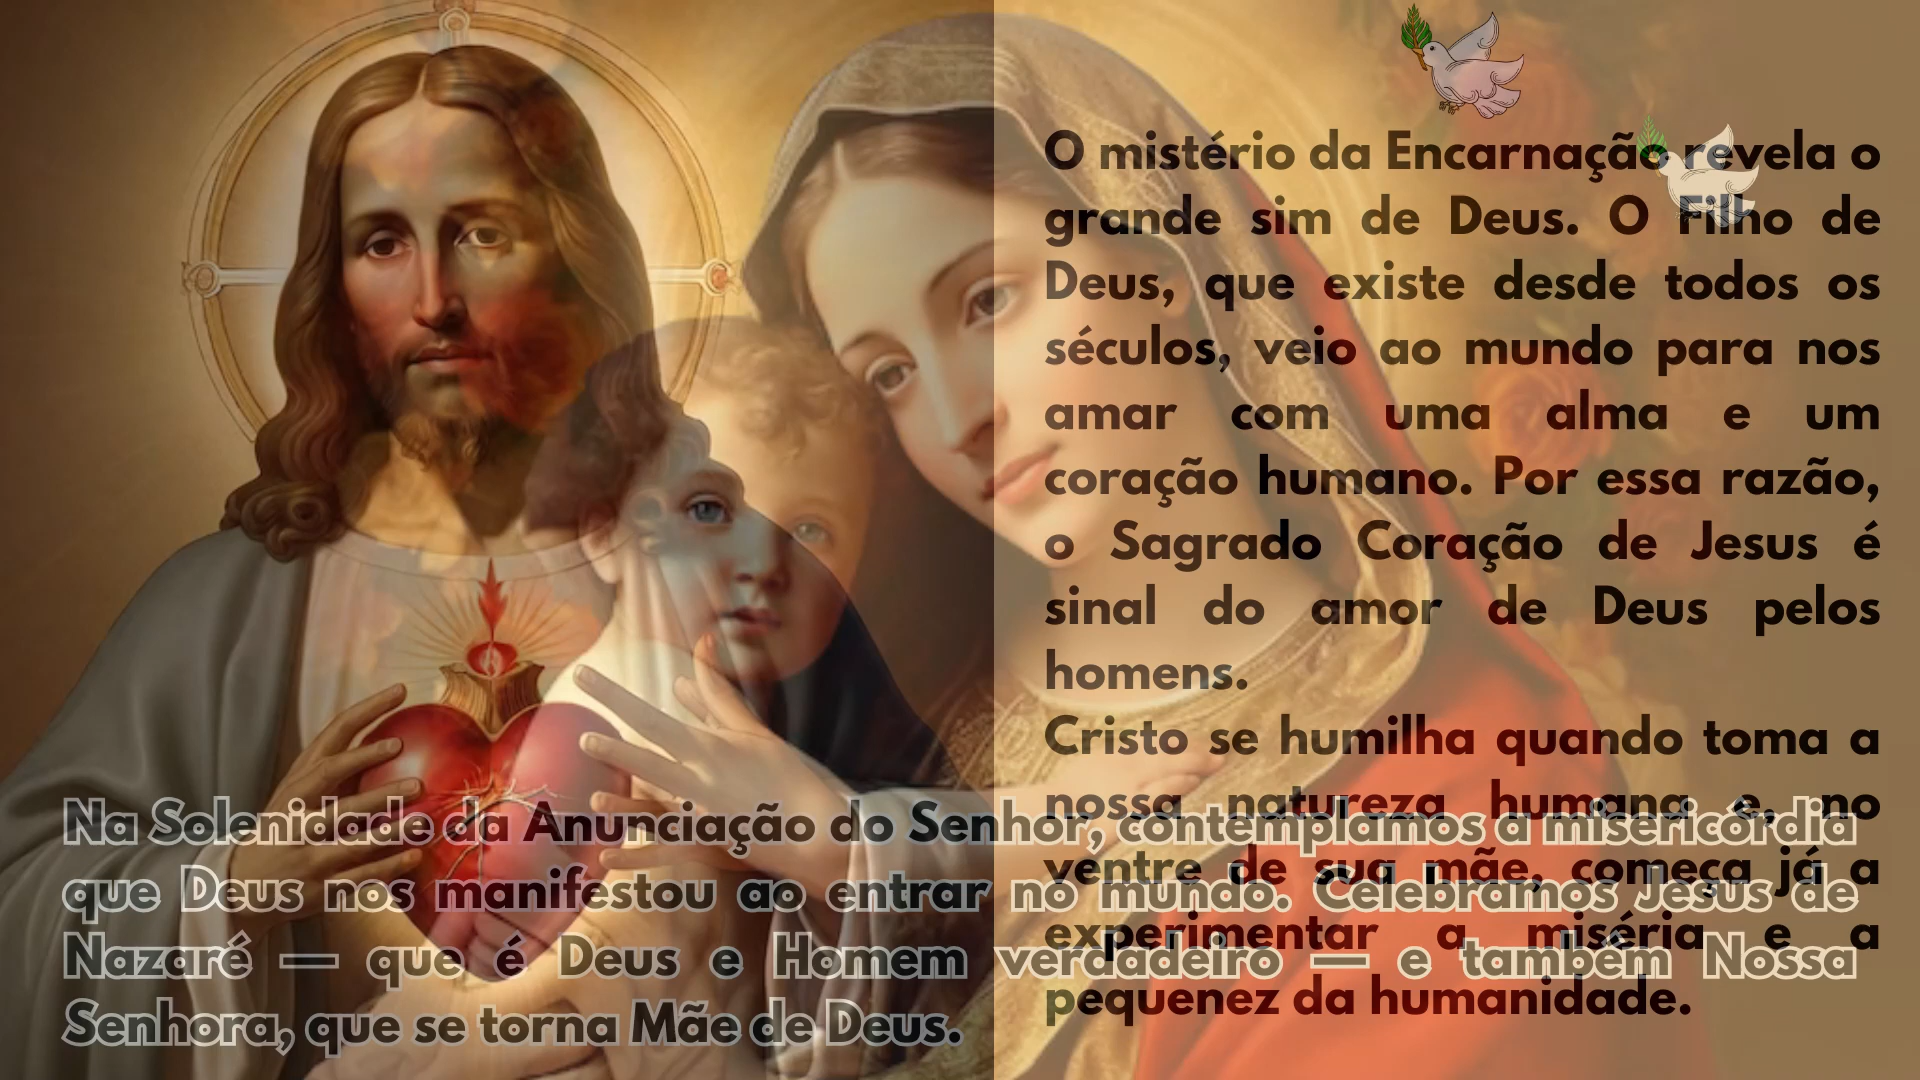 O mistério da Encarnação revela o
grande sim de Deus. O Filho de
Deus, que existe desde todos os
séculos, veio ao mundo para nos
amar com uma alma e um
coração humano. Por essa razão,
o Sagrado Coração de Jesus é
sinal do amor de Deus pelos
homens.
Cristo se humilha quando toma a
nossa natureza humana e, no
ventre de sua mãe, começa já a
experimentar a miséria e a
pequenez da humanidade.
Na Solenidade da Anunciação do Senhor, contemplamos a misericórdia
que Deus nos manifestou ao entrar no mundo. Celebramos Jesus de
Nazaré — que é Deus e Homem verdadeiro — e também Nossa
Senhora, que se torna Mãe de Deus.